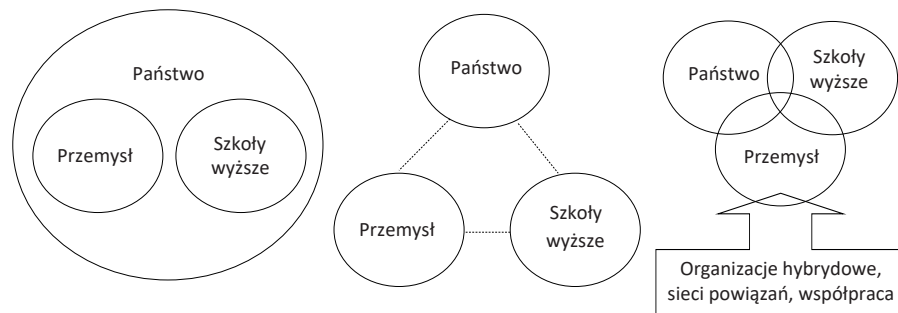 Państwo
Przemysł
Szkoły
wyższe
Państwo
Przemysł
Szkoły
wyższe
Państwo
Szkoły
wyższe
Przemysł
Organizacje hybrydowe,
sieci powiązań, współpraca